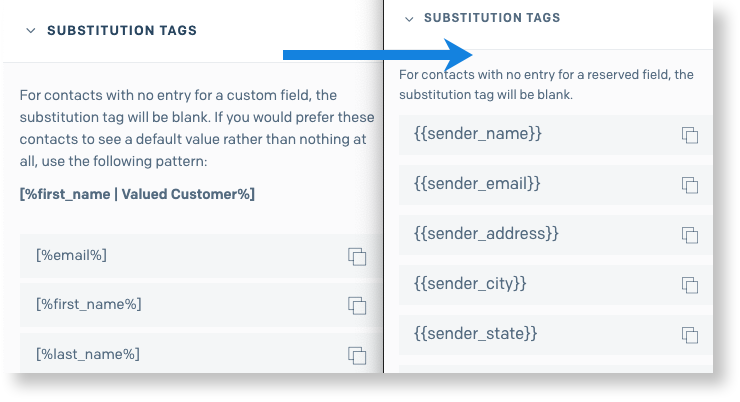 SUBSTITUTION TAGS
For contacts with no entry for a custom field, the
substitution tag will be blank. If you would prefer these
contacts to see a default value rather than nothing at
all, use the following pattern:
[%first_name | Valued Customer%]
[%email%]
[%first_name%]
[%last_name%]
SUBSTITUTION TAGS
For contacts with no entry for a reserved field, the
substitution tag will be blank.
{{sender_name}}
{{sender_email}}
{{sender_address}}
{{sender_city}}
{{sender_state}}